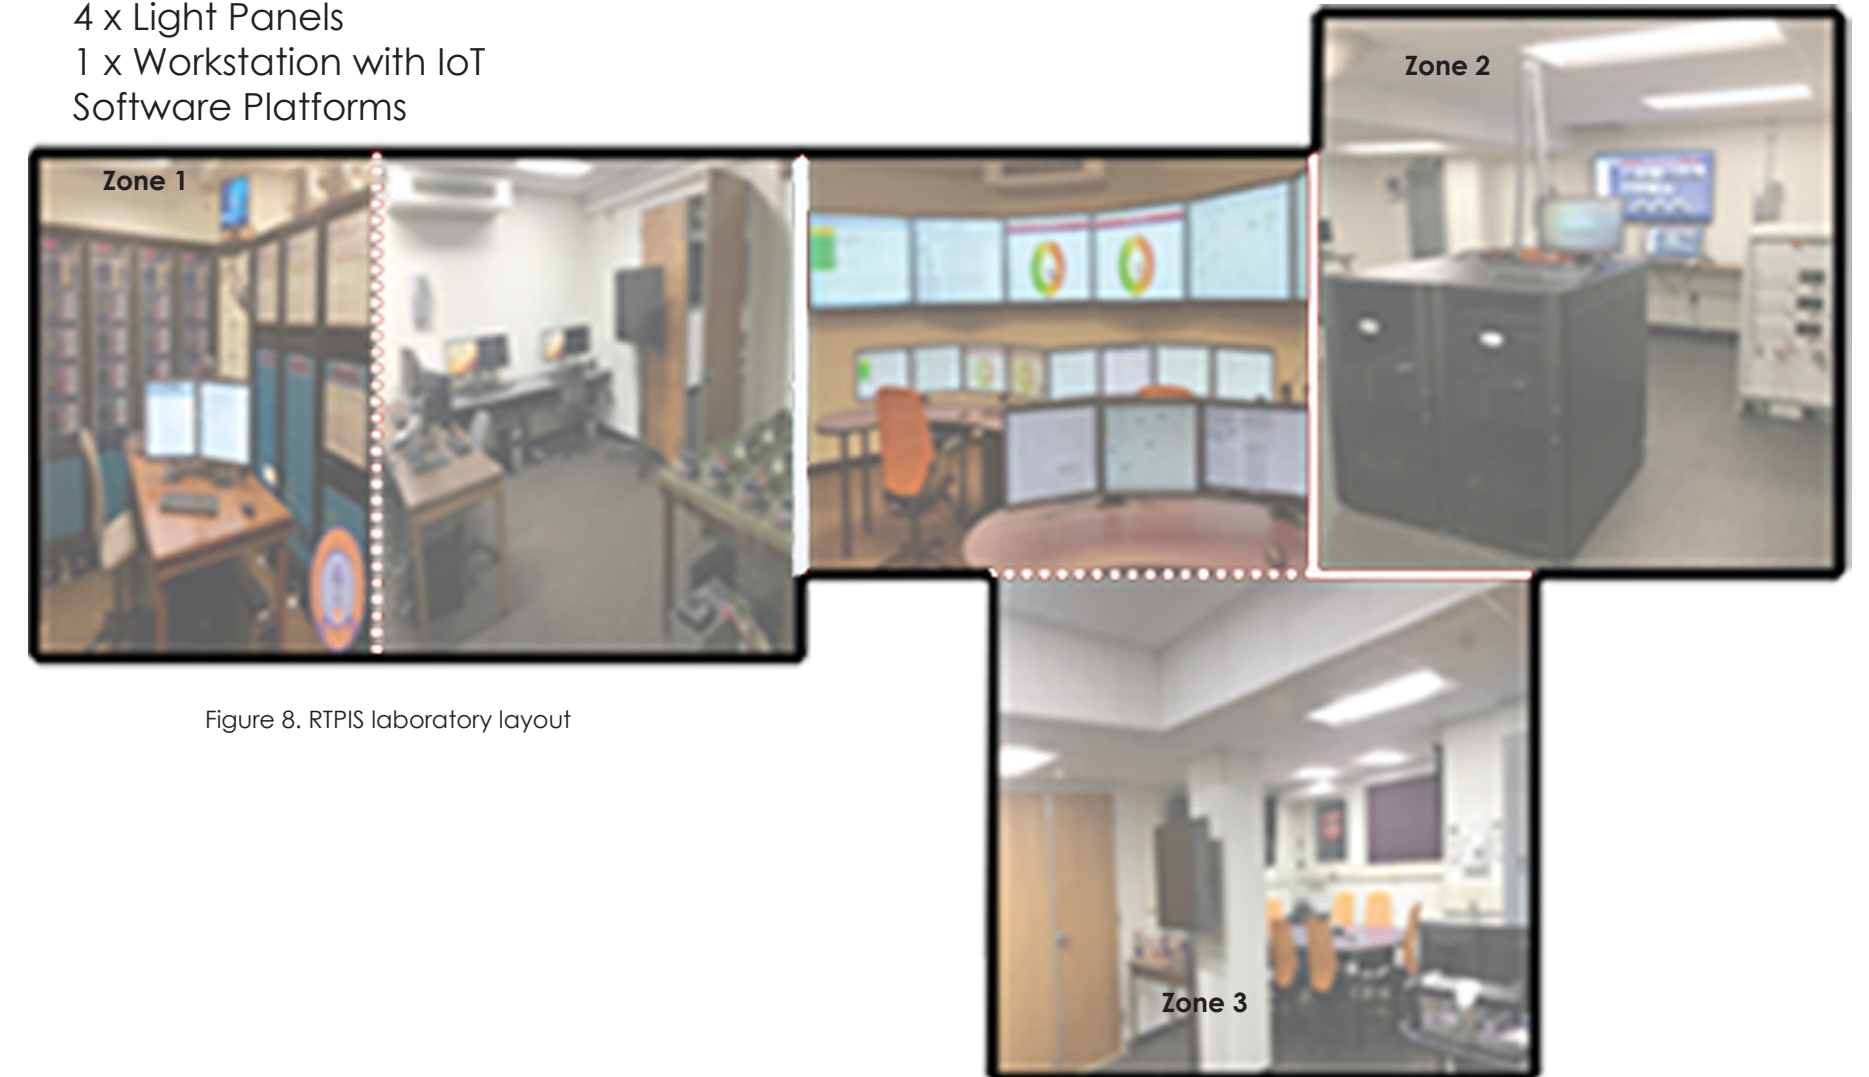 4 x Light Panels
1 x Workstation with IoT
Software Platforms
Zone 1
Zone 2
Figure 8. RTPIS laboratory layout
Zone 3